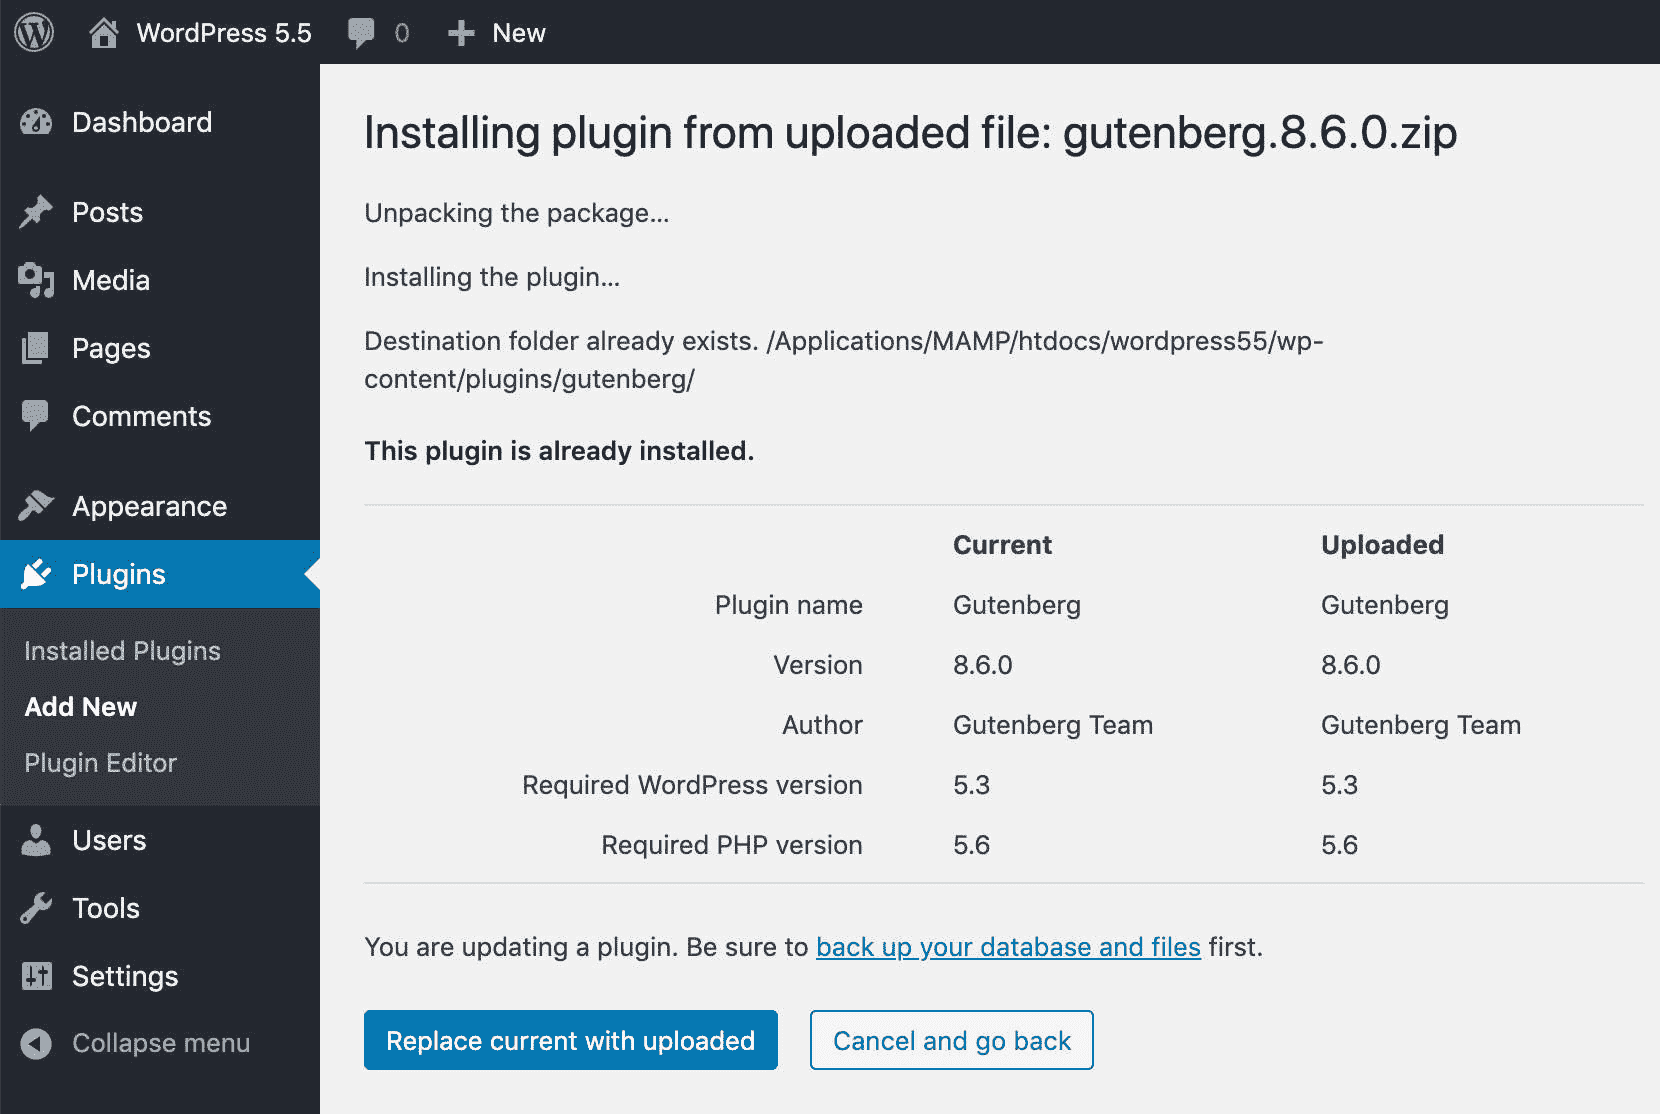 WordPress 5.5 0 New
Dashboard
Posts
Media
Pages
Comments
Appearance
Plugins
Installed Plugins
Add New
Plugin Editor
Users
Tools
Settings
Collapse menu
Installing plugin from uploaded file: gutenberg.8.6.0.zip
Unpacking the package...
Installing the plugin...
Destination folder already exists. /Applications/MAMP/htdocs/wordpress55/wp-
content/plugins/gutenberg/
This plugin is already installed.
Current Uploaded
Plugin name Gutenberg Gutenberg
Version 8.6.0 8.6.0
Author Gutenberg Team Gutenberg Team
Required WordPress version 5.3 5.3
Required PHP version 5.6 5.6
You are updating a plugin. Be sure to back up your database and files first.
Replace current with uploaded Cancel and go back